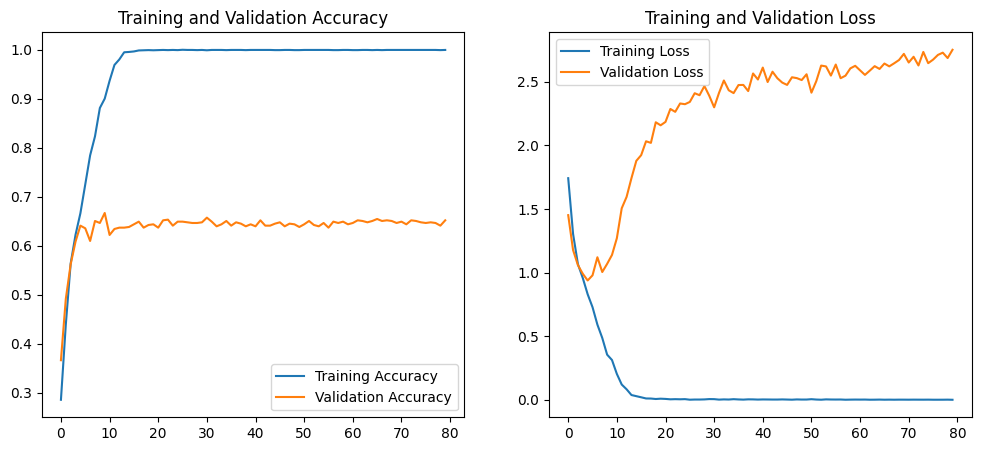 Training and Validation Accuracy
1.0
0.9
0.8
0.7
0.6
0.5
0.4
0.3
0 10 20 30 40 50 60 70 80
Training Accuracy
Validation Accuracy
Training and Validation Loss
Training Loss
Validation Loss
2.5
2.0
1.5
1.0
0.5
0.0
0 10 20 30 40 50 60 70 80